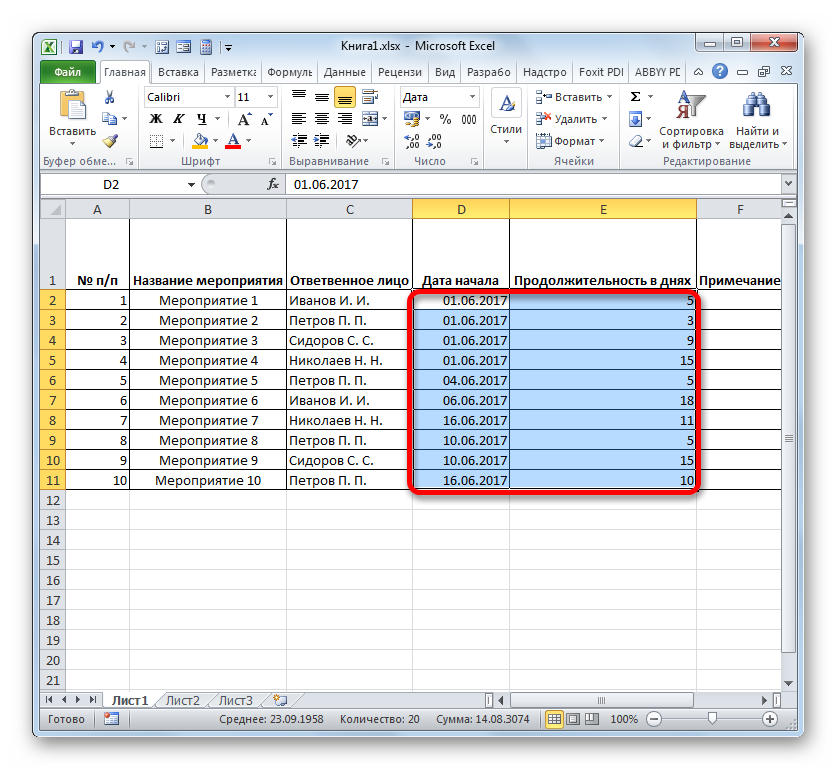 Книга1.xlsx - Microsoft Excel
Файл Главная Вставка Разметка Формуль Данные Рецензи Вид Разрабо Надстро Foxit PDI ABBYY PD
Вставить
Буфер обме...
Calibri 11
Ж К Ч
Шрифт
Выравнивание
Дата
% 000
Число
Стили
Вставить
Удалить
Формат
Ячейки
Σ
Сортировка
и фильтр
Найти и
выделить
Редактирование
D2 fx 01.06.2017
A B C D E F
1 № п/п Название мероприятия Ответвенное лицо Дата начала Продолжительность в днях Примечание
2 1 Мероприятие 1 Иванов И. И. 01.06.2017 5
3 2 Мероприятие 2 Петров П. П. 01.06.2017 3
4 3 Мероприятие 3 Сидоров С. С. 01.06.2017 9
5 4 Мероприятие 4 Николаев Н. Н. 01.06.2017 15
6 5 Мероприятие 5 Петров П. П. 04.06.2017 5
7 6 Мероприятие 6 Иванов И. И. 06.06.2017 18
8 7 Мероприятие 7 Николаев Н. Н. 16.06.2017 11
9 8 Мероприятие 8 Петров П. П. 10.06.2017 5
10 9 Мероприятие 9 Сидоров С. С. 10.06.2017 15
11 10 Мероприятие 10 Петров П. П. 16.06.2017 10
12
13
14
15
16
17
18
19
20
21
Лист1 Лист2 Лист3
Готово Среднее: 23.09.1958 Количество: 20 Сумма: 14.08.3074 100%